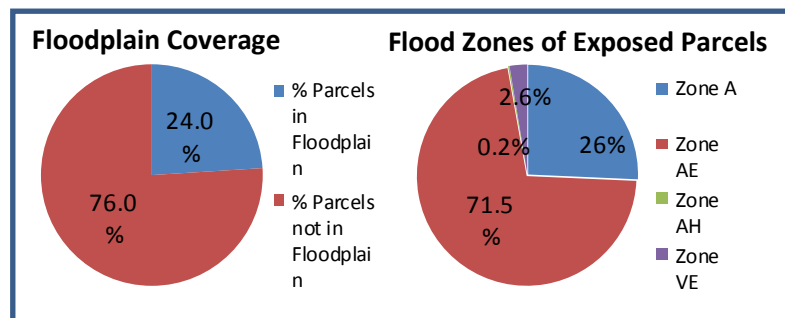 Floodplain Coverage
24.0
%
76.0
%
% Parcels
in
Floodplai
n
% Parcels
not in
Floodplai
n
Flood Zones of Exposed Parcels
2.6%
26%
0.2%
71.5
%
Zone A
Zone
AE
Zone
AH
Zone
VE